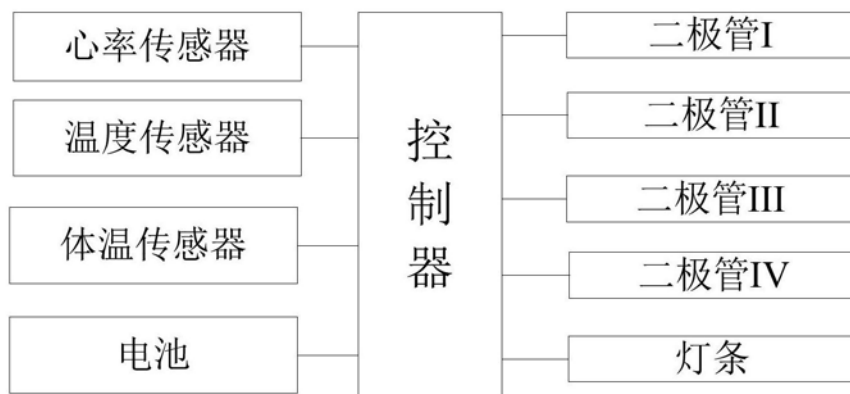 心率传感器
温度传感器
体温传感器
电池
控制器
二极管I
二极管II
二极管III
二极管IV
灯条